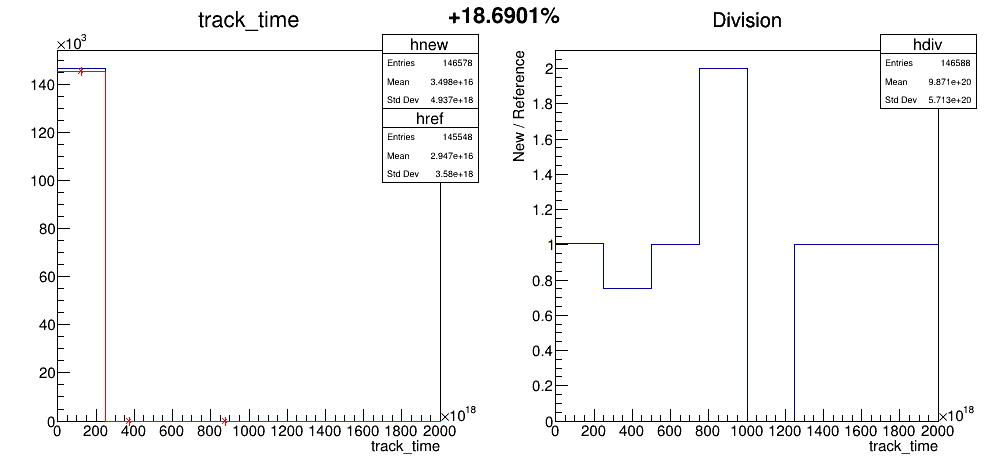 +18.6901%
track_time
×10³
hnew
Entries 146578
Mean 3.498e+16
Std Dev 4.937e+18
href
Entries 145548
Mean 2.947e+16
Std Dev 3.58e+18
140
120
100
80
60
40
20
0
0 200 400 600 800 1000 1200 1400 1600 1800 2000
×10¹⁸
track_time
Division
hdiv
Entries 146588
Mean 9.871e+20
Std Dev 5.713e+20
New / Reference
2
1.8
1.6
1.4
1.2
1
0.8
0.6
0.4
0.2
0
0 200 400 600 800 1000 1200 1400 1600 1800 2000
×10¹⁸
track_time